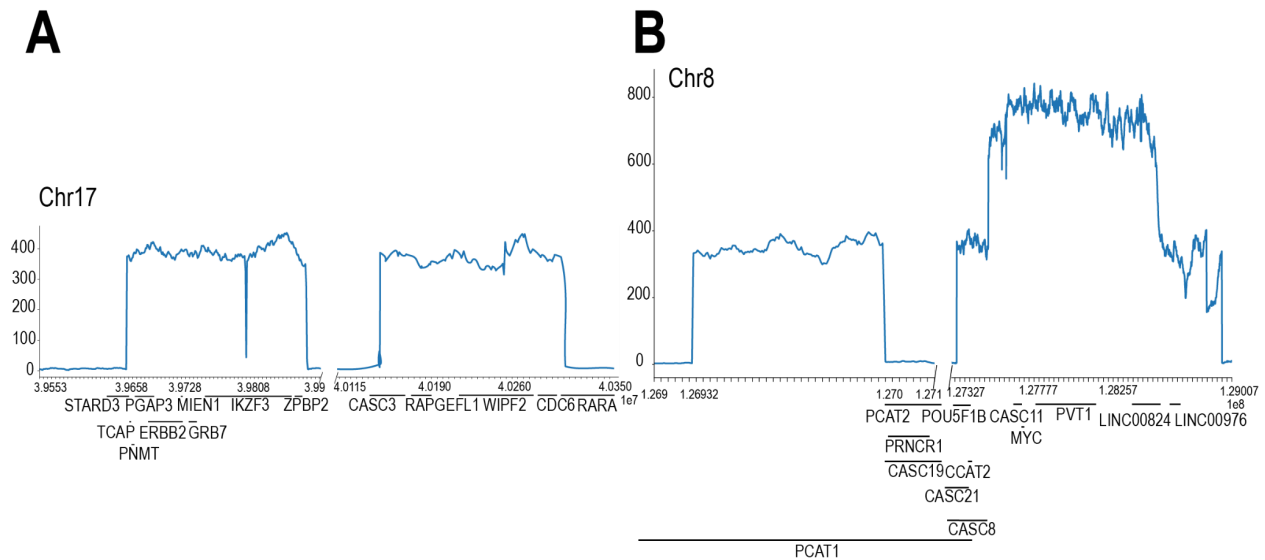 A
Chr17
400
300
200
100
0
3.9553 3.9658 3.9728 3.9808 3.99 4.0115 4.0190 4.0260 4.0350
1e7
STARD3 PGAP3 MIEN1 IKZF3 ZPBP2 CASC3 RAPGEFL1 WIPF2 CDC6 RARA
TCAP ERBB2 GRB7
PNMT
B
Chr8
800
600
400
200
0
1.269 1.26932 1.270 1.271 1.27327 1.27777 1.28257 1.29007
1e8
PCAT2 POU5F1B CASC11 PVT1 LINC00824 LINC00976
MYC
PRNCR1
CASC19 CCAT2
CASC21
CASC8
PCAT1